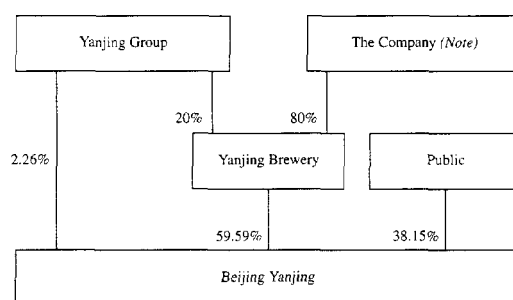 Yanjing Group
The Company (Note)
20%
80%
2.26%
Yanjing Brewery
Public
59.59%
38.15%
Beijing Yanjing